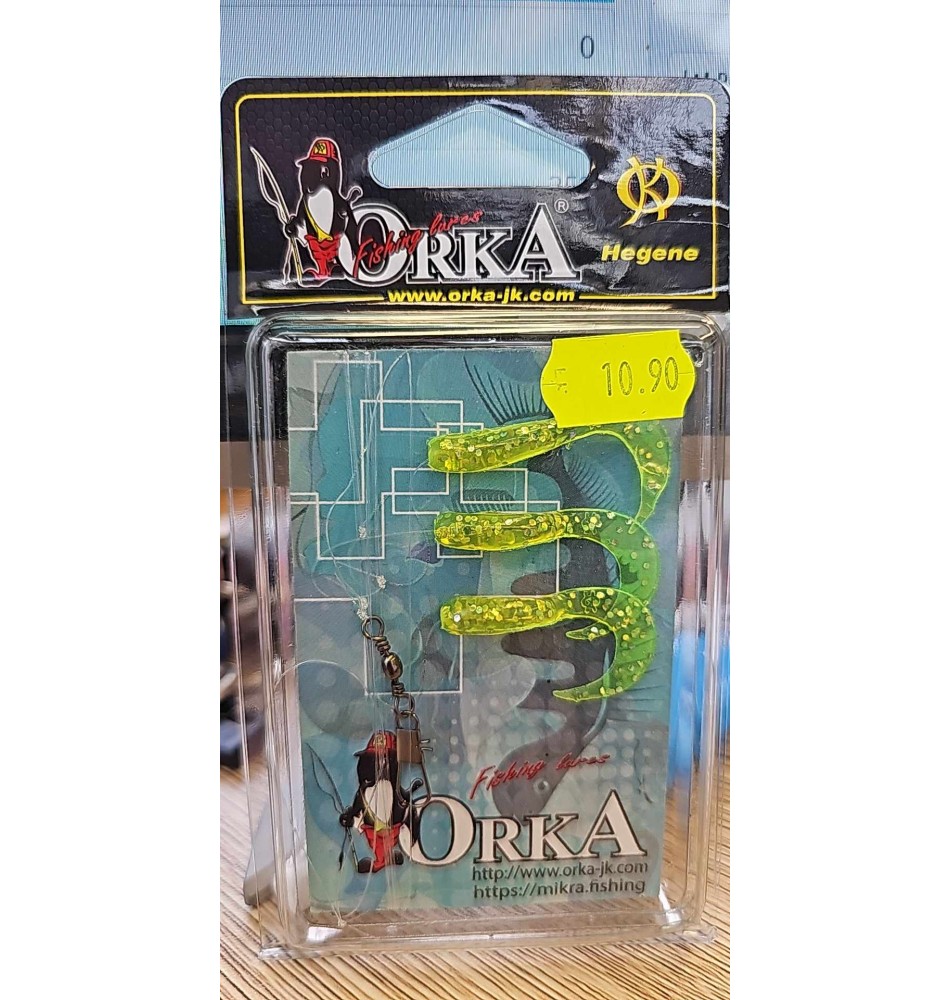 0
Fishing lures
ORKA®
Hegene
www.orka-jk.com
10.90
Fishing lures
ORKA
http://www.orka-jk.com
https://mikra.fishing